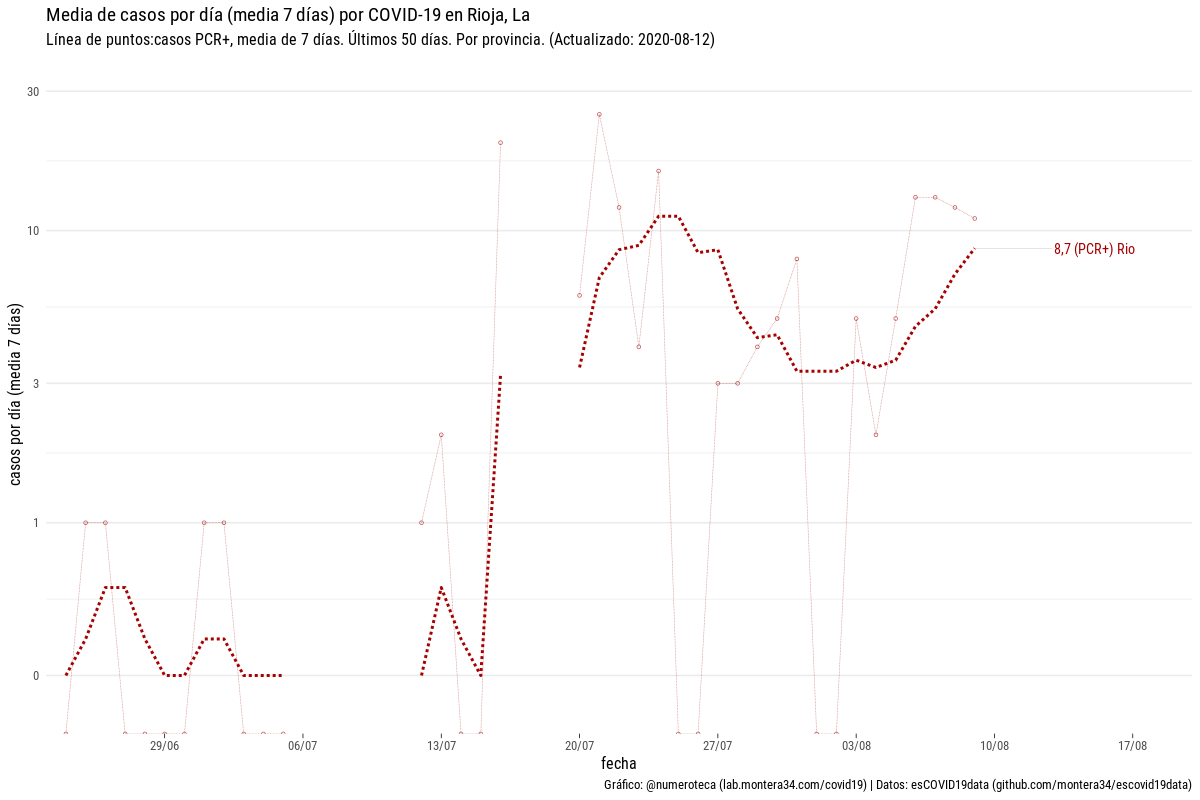 Media de casos por día (media 7 días) por COVID-19 en Rioja, La
Línea de puntos:casos PCR+, media de 7 días. Últimos 50 días. Por provincia. (Actualizado: 2020-08-12)
casos por día (media 7 días)
30
10
3
1
0
8,7 (PCR+) Rio
29/06 06/07 13/07 20/07 27/07 03/08 10/08 17/08
fecha
Gráfico: @numeroteca (lab.montera34.com/covid19) | Datos: esCOVID19data (github.com/montera34/escovid19data)